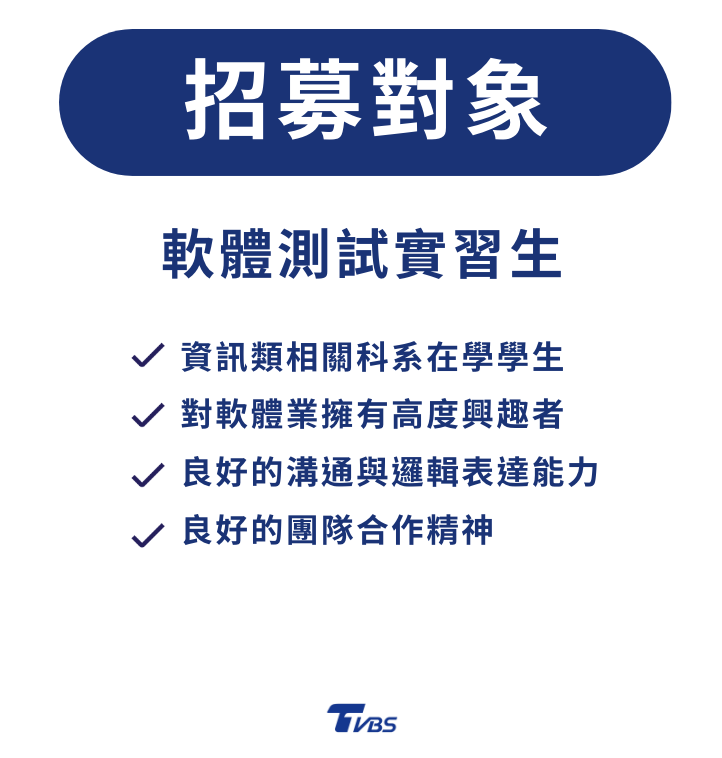 招募對象
軟體測試實習生
資訊類相關科系在學學生
對軟體業擁有高度興趣者
良好的溝通與邏輯表達能力
良好的團隊合作精神
TVBS